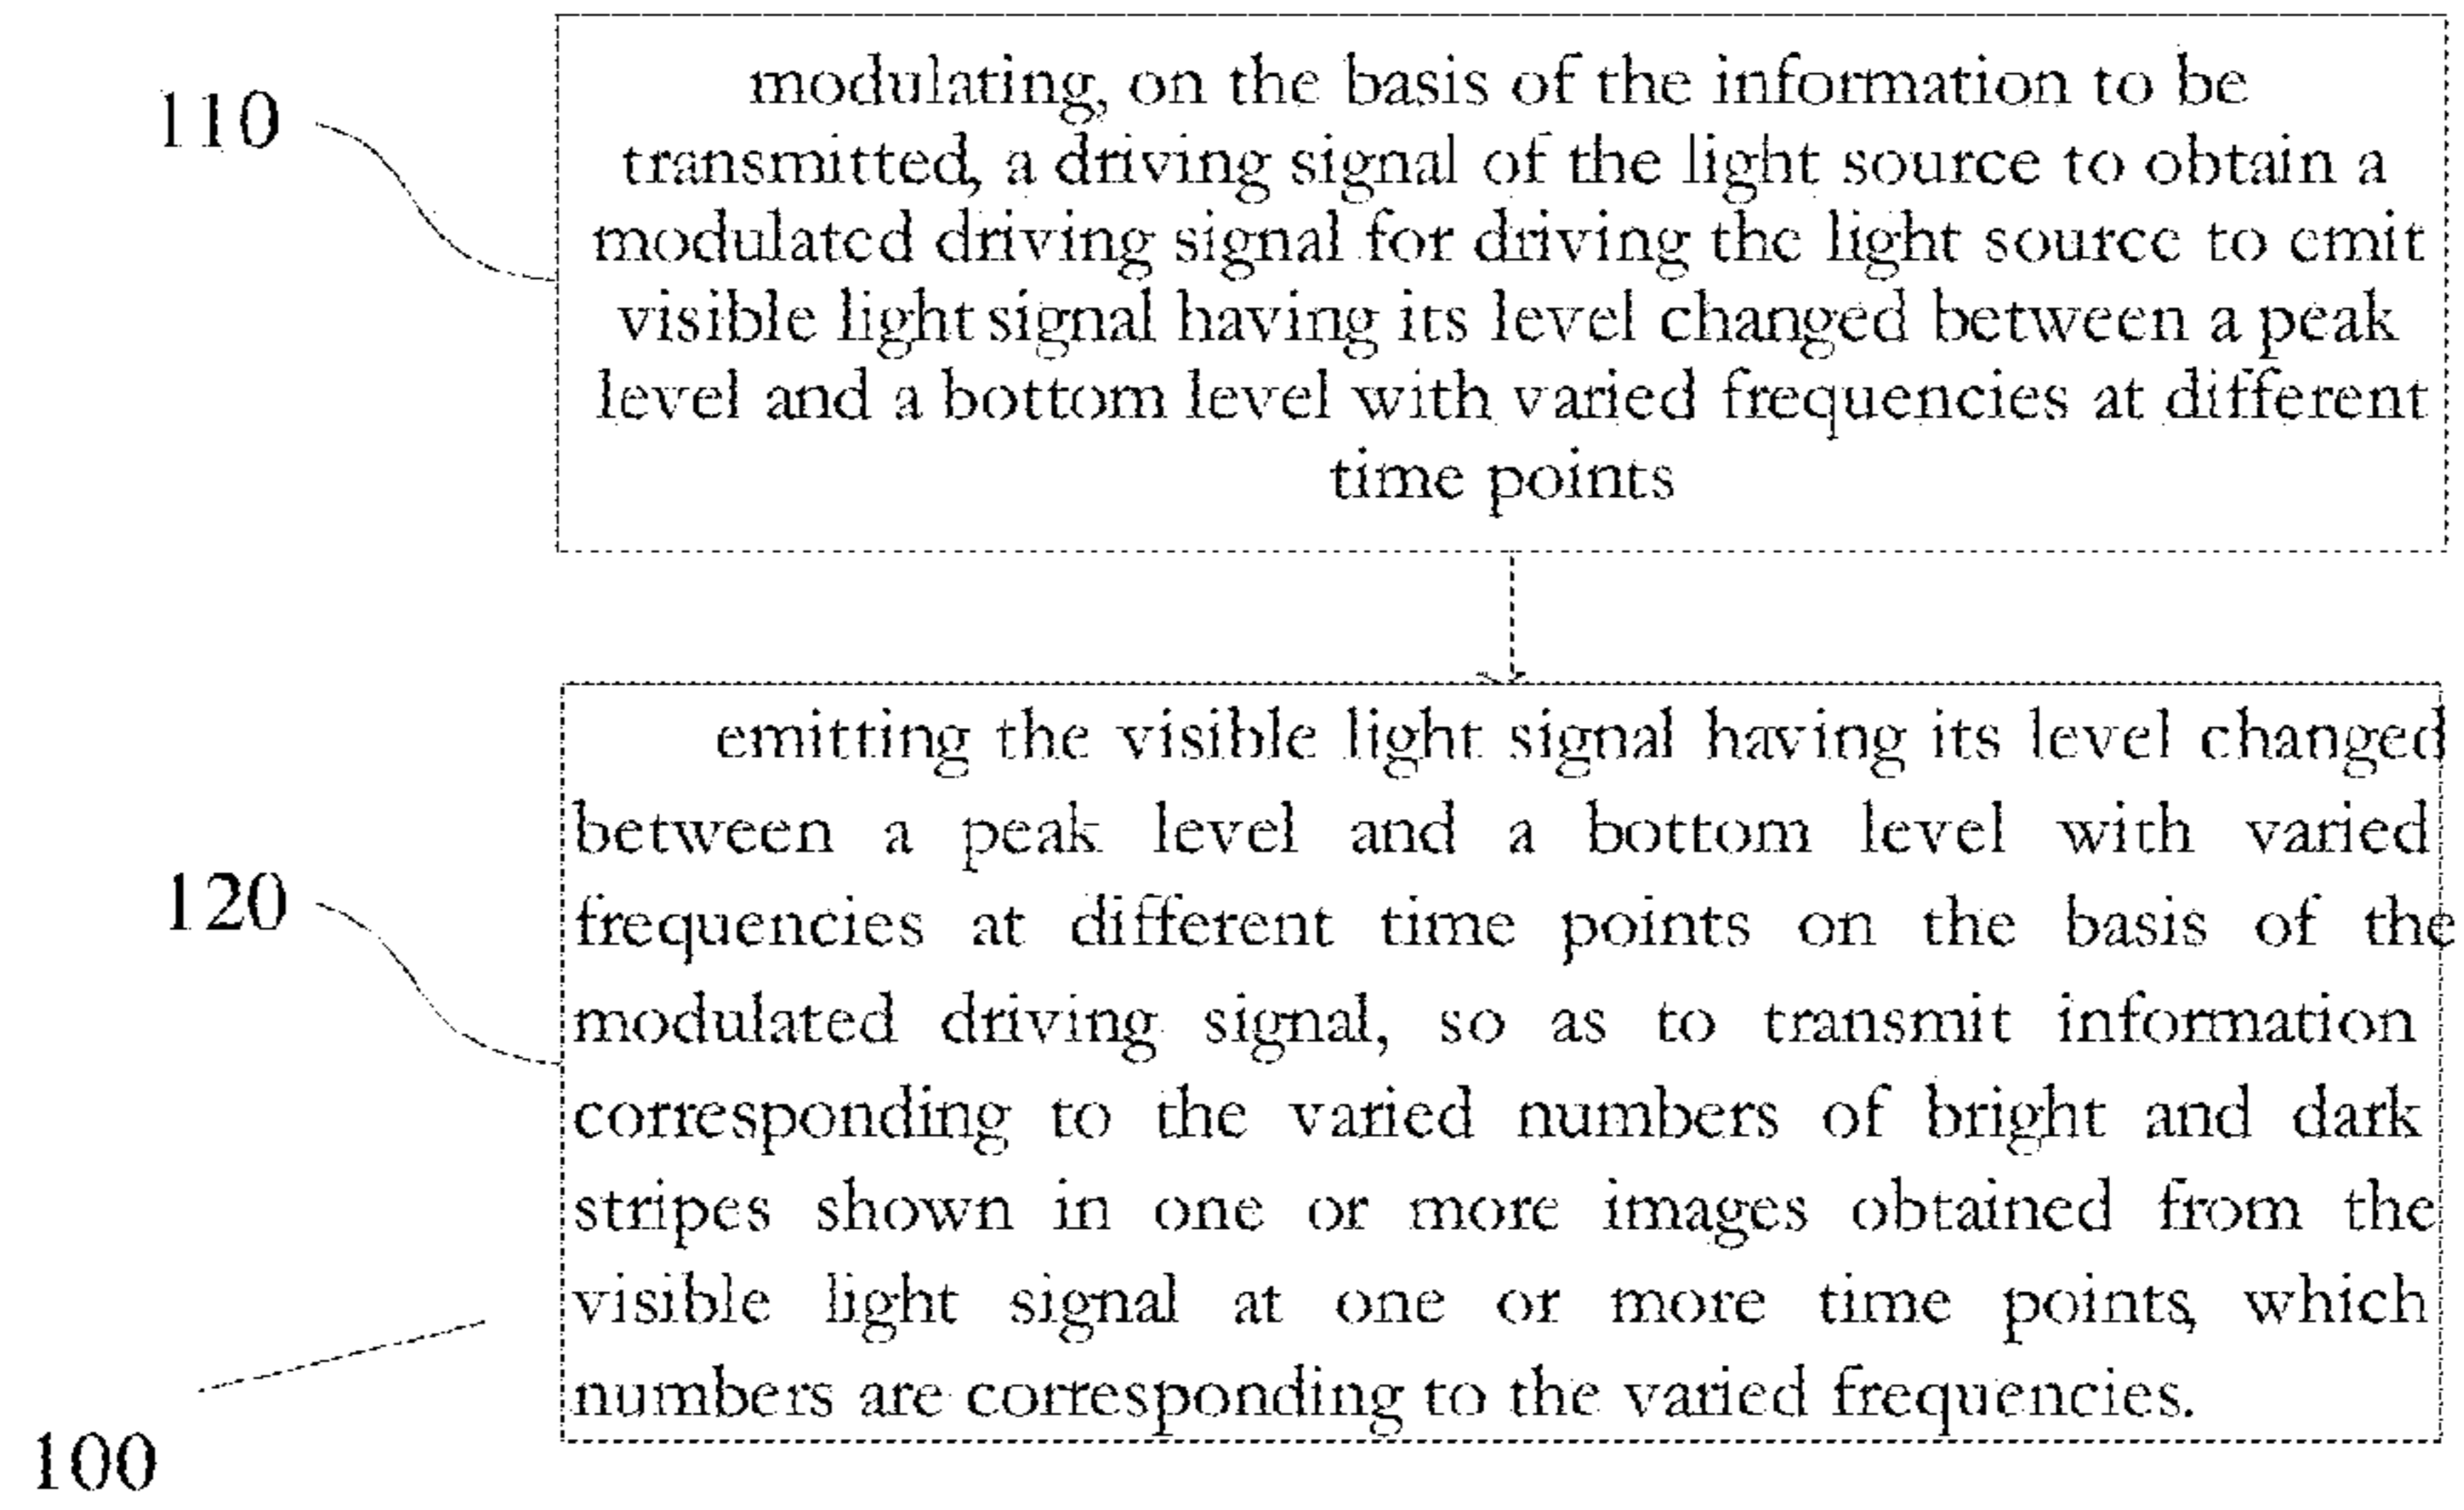 110
modulating, on the basis of the information to be
transmitted, a driving signal of the light source to obtain a
modulated driving signal for driving the light source to emit
visible light signal having its level changed between a peak
level and a bottom level with varied frequencies at different
time points
emitting the visible light signal having its level changed
between a peak level and a bottom level with varied
120
frequencies at different time points on the basis of the
modulated driving signal, so as to transmit information
corresponding to the varied numbers of bright and dark
stripes shown in one or more images obtained from the
visible light signal at one or more time points, which
numbers are corresponding to the varied frequencies.
100